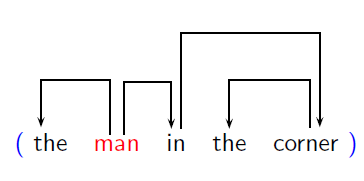 ( the man in the corner )